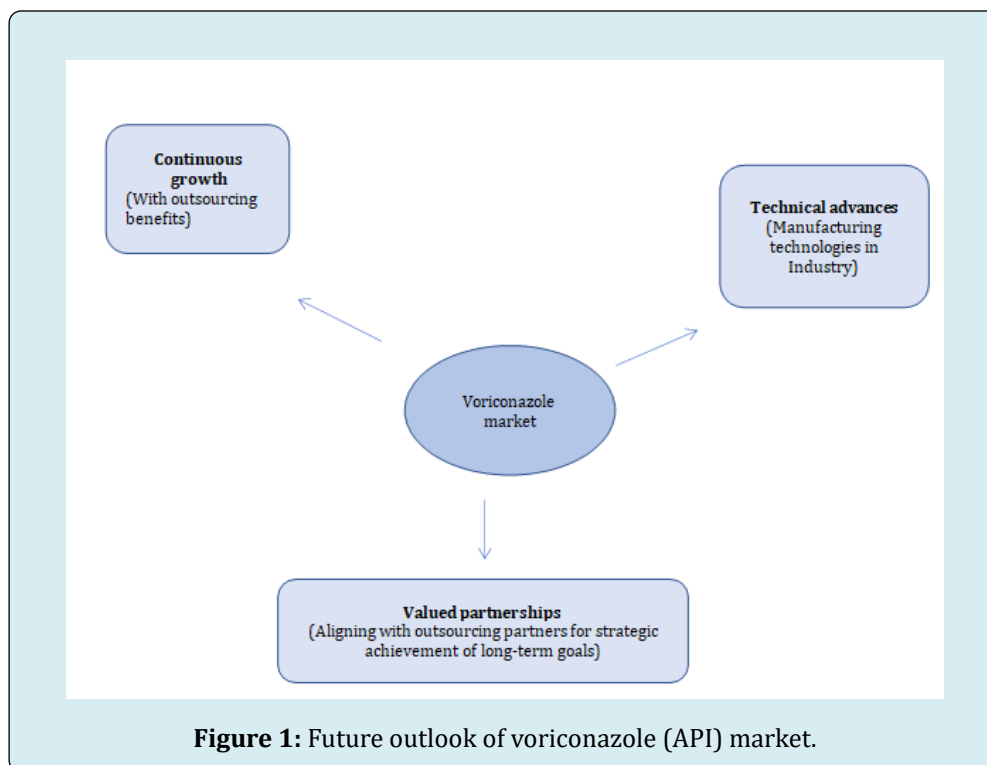 Continuous
growth
(With outsourcing
benefits)
Technical advances
(Manufacturing
technologies in
Industry)
Voriconazole
market
Valued partnerships
(Aligning with outsourcing partners for strategic
achievement of long-term goals)
Figure 1: Future outlook of voriconazole (API) market.